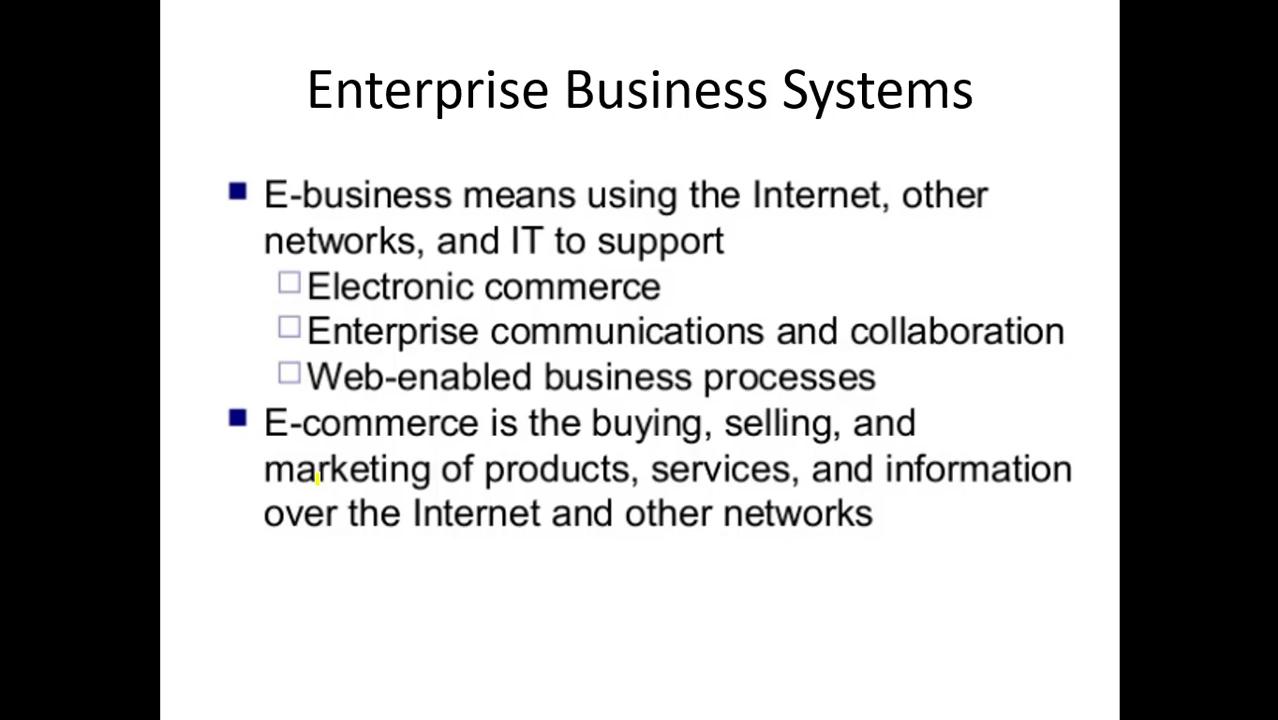 Enterprise Business Systems
E-business means using the Internet, other
networks, and IT to support
Electronic commerce
Enterprise communications and collaboration
Web-enabled business processes
E-commerce is the buying, selling, and
marketing of products, services, and information
over the Internet and other networks